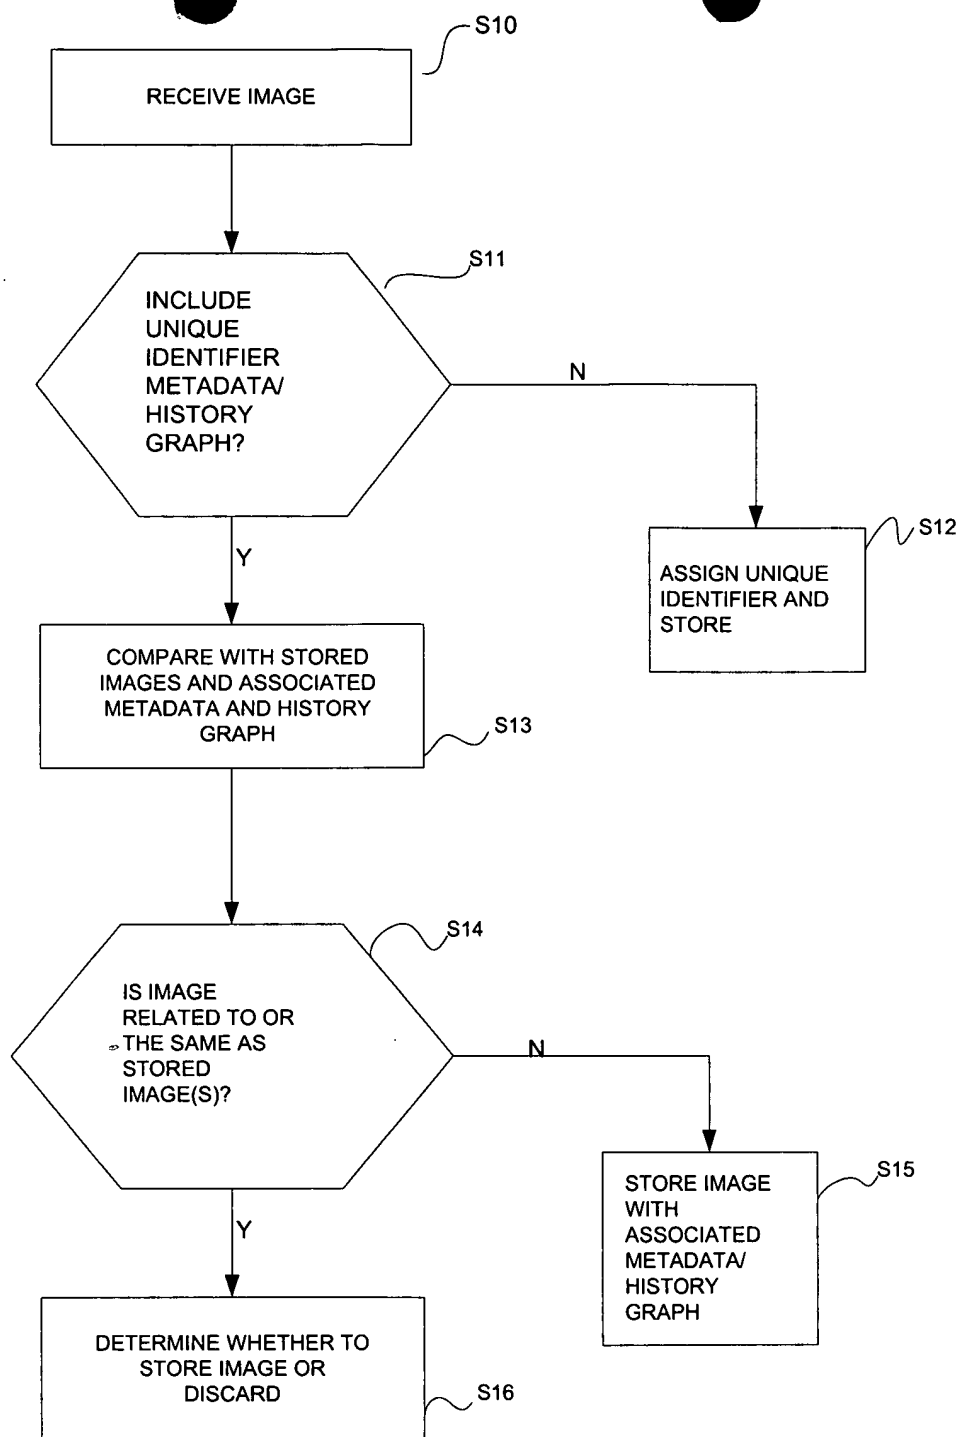 S10
RECEIVE IMAGE
S11
INCLUDE
UNIQUE
IDENTIFIER
METADATA/
HISTORY
GRAPH?
N
Y
S12
ASSIGN UNIQUE
IDENTIFIER AND
STORE
COMPARE WITH STORED
IMAGES AND ASSOCIATED
METADATA AND HISTORY
GRAPH
S13
S14
IS IMAGE
RELATED TO OR
THE SAME AS
STORED
IMAGE(S)?
N
Y
S15
STORE IMAGE
WITH
ASSOCIATED
METADATA/
HISTORY
GRAPH
DETERMINE WHETHER TO
STORE IMAGE OR
DISCARD
S16